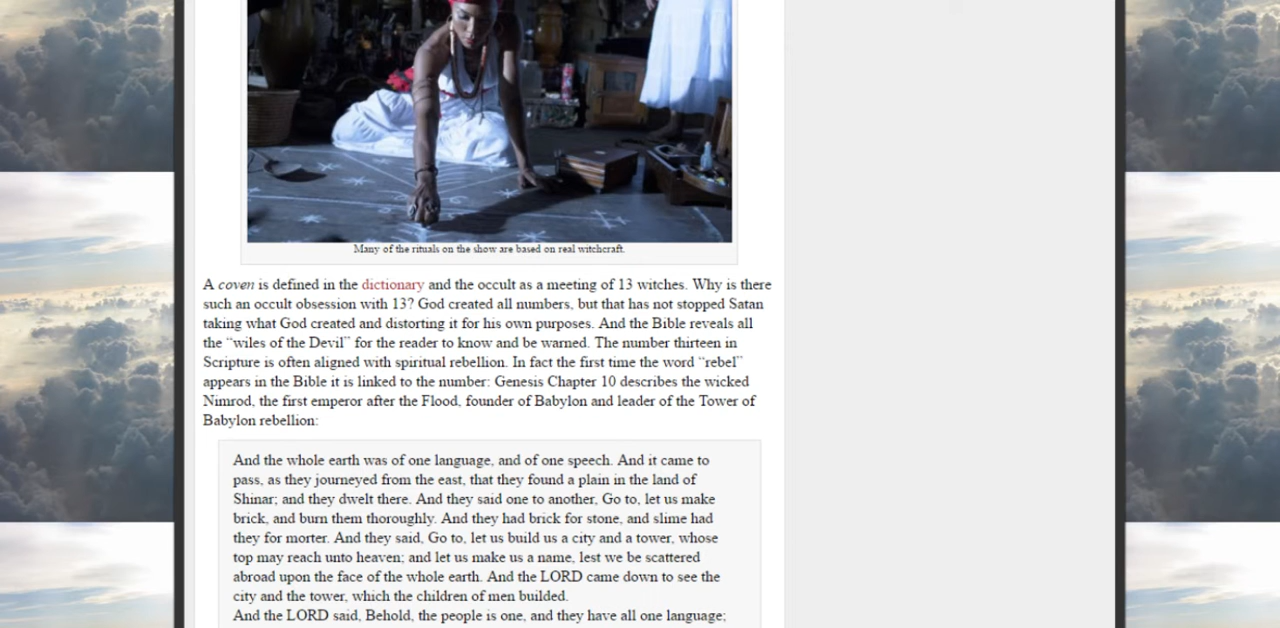 Many of the rituals on the show are based on real witchcraft.
A coven is defined in the dictionary and the occult as a meeting of 13 witches. Why is there
such an occult obsession with 13? God created all numbers, but that has not stopped Satan
taking what God created and distorting it for his own purposes. And the Bible reveals all
the “wiles of the Devil” for the reader to know and be warned. The number thirteen in
Scripture is often aligned with spiritual rebellion. In fact the first time the word “rebel”
appears in the Bible it is linked to the number: Genesis Chapter 10 describes the wicked
Nimrod, the first emperor after the Flood, founder of Babylon and leader of the Tower of
Babylon rebellion:
And the whole earth was of one language, and of one speech. And it came to
pass, as they journeyed from the east, that they found a plain in the land of
Shinar; and they dwelt there. And they said one to another, Go to, let us make
brick, and burn them thoroughly. And they had brick for stone, and slime had
they for morter. And they said, Go to, let us build us a city and a tower, whose
top may reach unto heaven; and let us make us a name, lest we be scattered
abroad upon the face of the whole earth. And the LORD came down to see the
city and the tower, which the children of men builded.
And the LORD said, Behold, the people is one, and they have all one language;